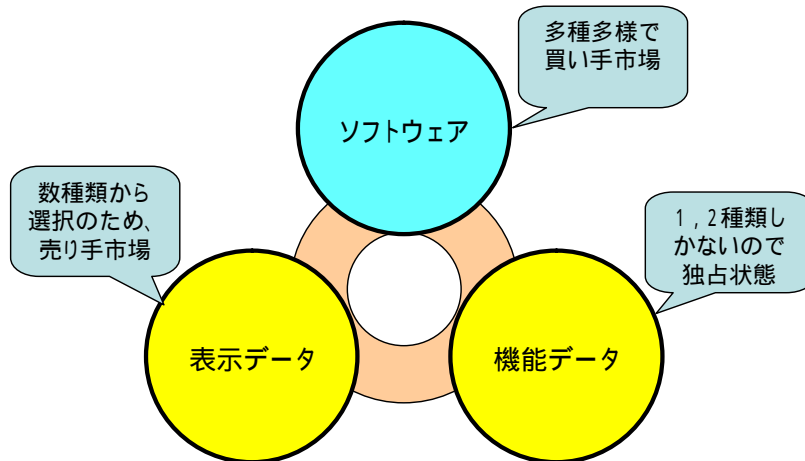 多種多様で
買い手市場
ソフトウェア
数種類から
選択のため、
売り手市場
1，2種類し
かないので
独占状態
表示データ
機能データ